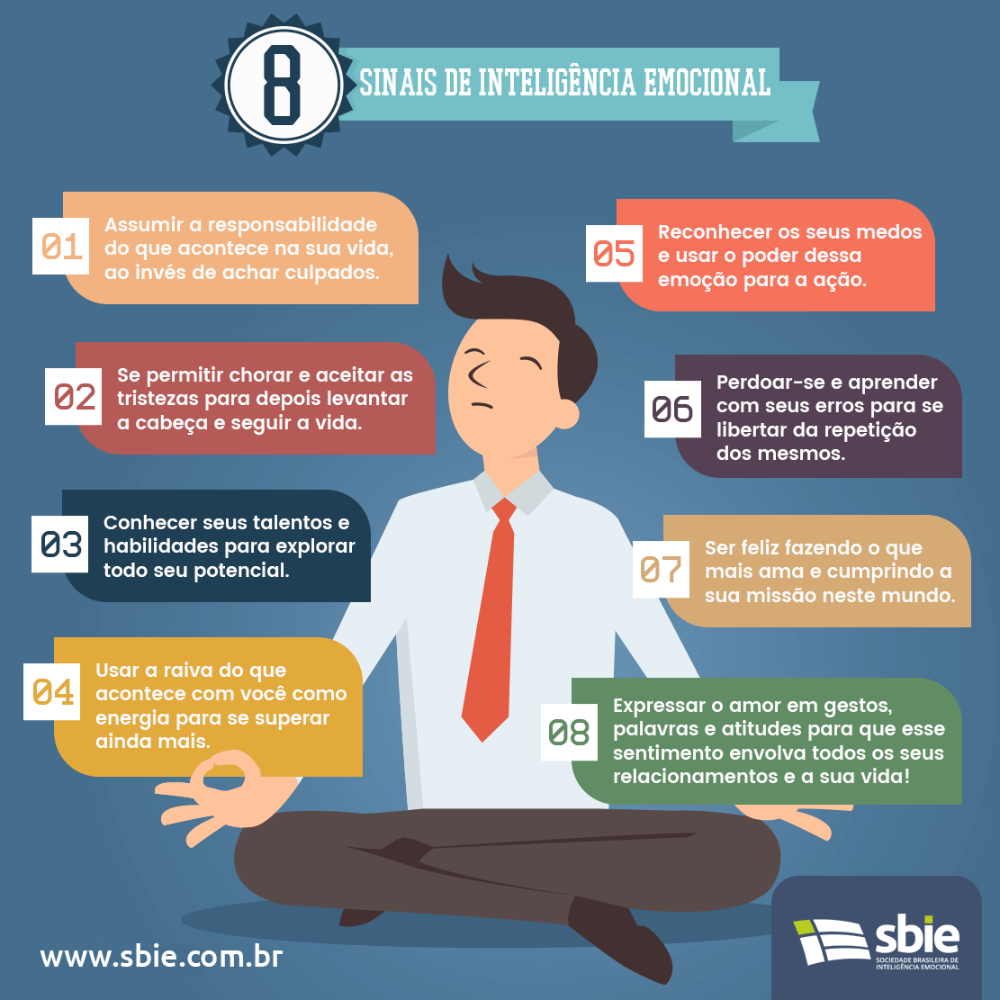 8
SINAIS DE INTELIGÊNCIA EMOCIONAL
01
Assumir a responsabilidade
do que acontece na sua vida,
ao invés de achar culpados.
02
Se permitir chorar e aceitar as
tristezas para depois levantar
a cabeça e seguir a vida.
03
Conhecer seus talentos e
habilidades para explorar
todo seu potencial.
04
Usar a raiva do que
acontece com você como
energia para se superar
ainda mais.
05
Reconhecer os seus medos
e usar o poder dessa
emoção para a ação.
06
Perdoar-se e aprender
com seus erros para se
libertar da repetição
dos mesmos.
07
Ser feliz fazendo o que
mais ama e cumprindo a
sua missão neste mundo.
08
Expressar o amor em gestos,
palavras e atitudes para que esse
sentimento envolva todos os seus
relacionamentos e a sua vida!
www.sbie.com.br
sbie
SOCIEDADE BRASILEIRA DE
INTELIGÊNCIA EMOCIONAL